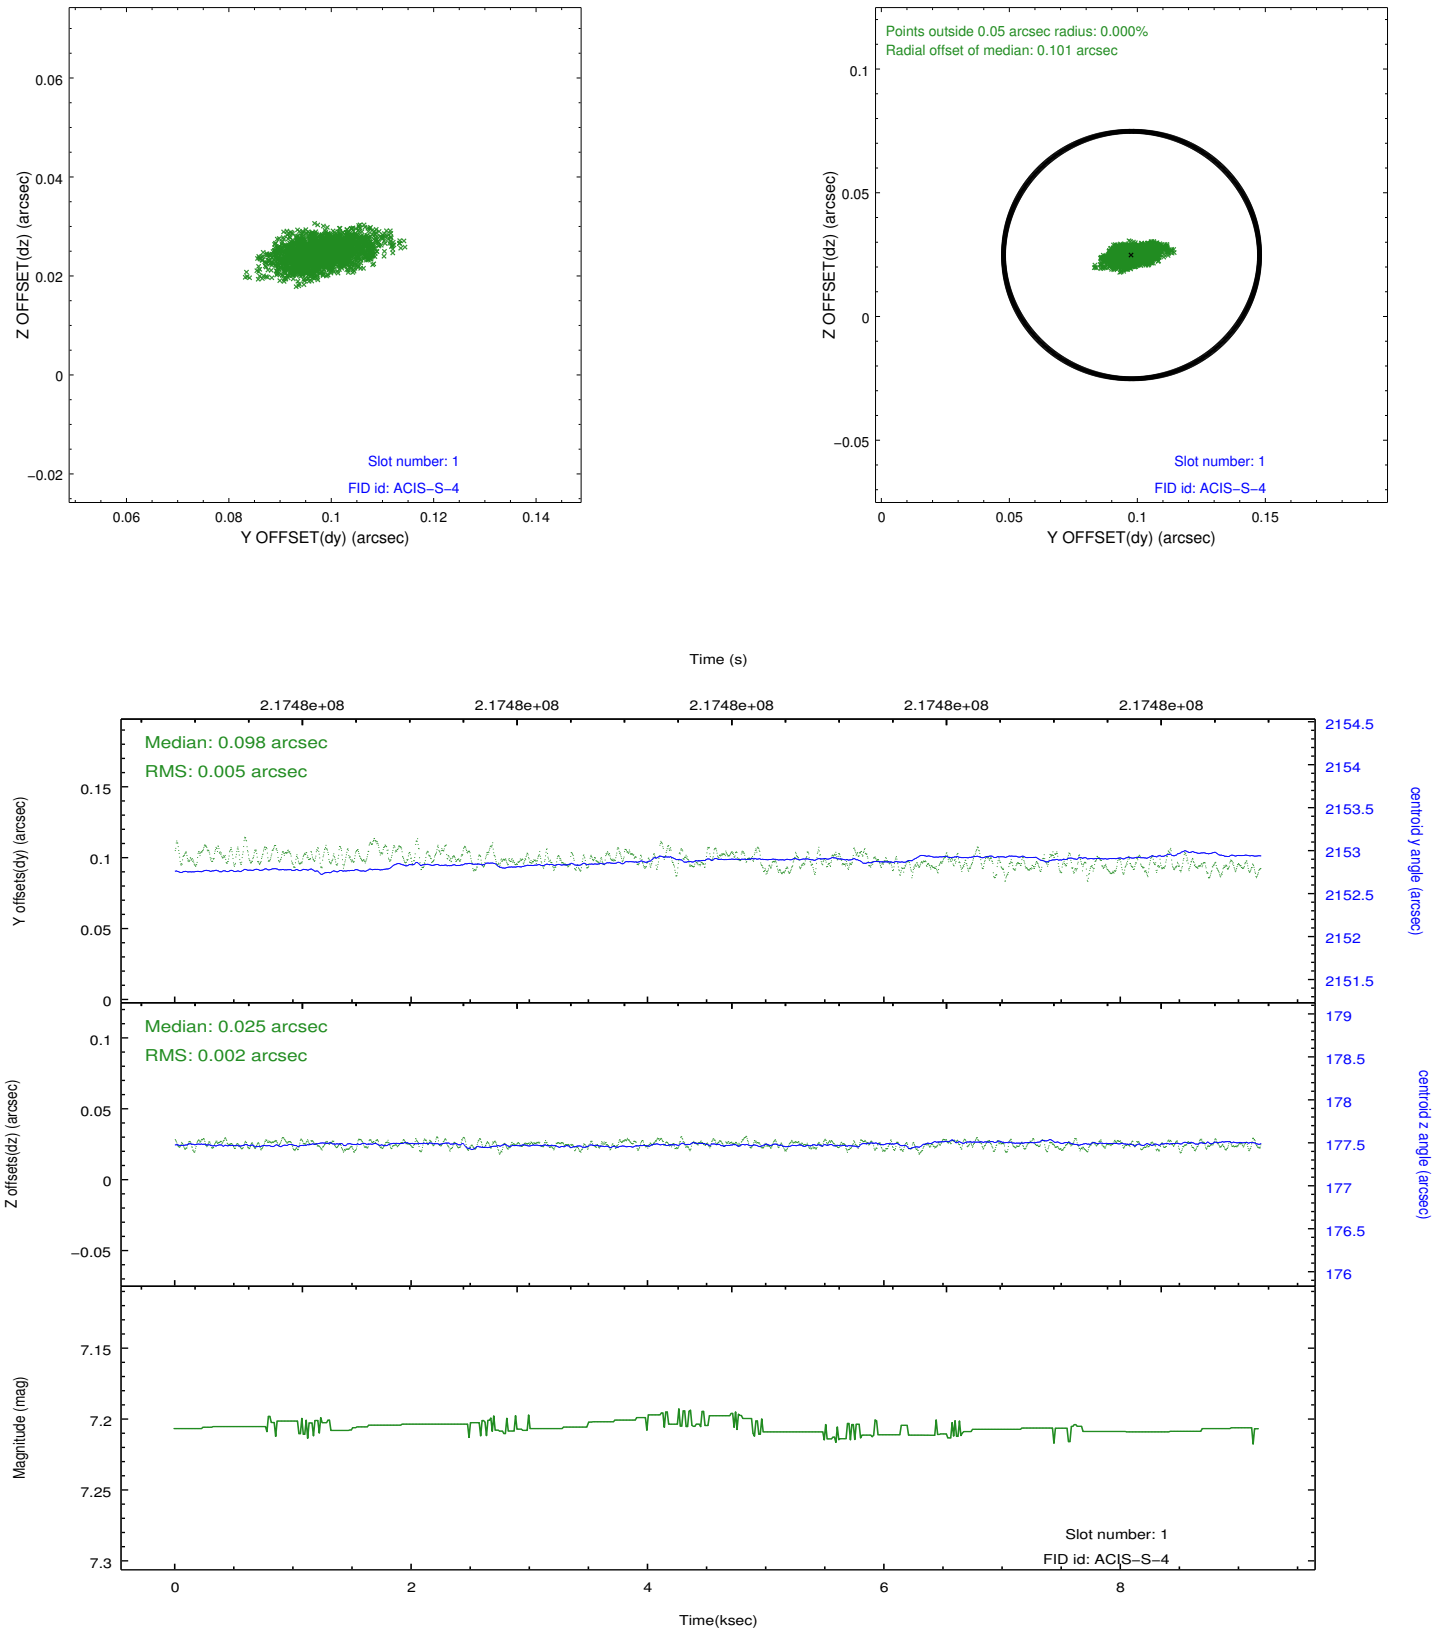 0.06
0.04
0.02
0
−0.02
Z OFFSET(dz) (arcsec)
Slot number: 1
FID id: ACIS−S−4
0.06 0.08 0.1 0.12 0.14
Y OFFSET(dy) (arcsec)
Points outside 0.05 arcsec radius: 0.000%
Radial offset of median: 0.101 arcsec
0.1
0.05
0
−0.05
Z OFFSET(dz) (arcsec)
Slot number: 1
FID id: ACIS−S−4
0 0.05 0.1 0.15
Y OFFSET(dy) (arcsec)
Time (s)
2.1748e+08 2.1748e+08 2.1748e+08 2.1748e+08 2.1748e+08
Median: 0.098 arcsec
RMS: 0.005 arcsec
0.15
0.1
0.05
0
Y offsets(dy) (arcsec)
2154.5
2154
2153.5
2153
2152.5
2152
2151.5
centroid y angle (arcsec)
Median: 0.025 arcsec
RMS: 0.002 arcsec
0.1
0.05
0
−0.05
Z offsets(dz) (arcsec)
179
178.5
178
177.5
177
176.5
176
centroid z angle (arcsec)
7.15
7.2
7.25
7.3
Magnitude (mag)
Slot number: 1
FID id: ACIS−S−4
0 2 4 6 8
Time(ksec)